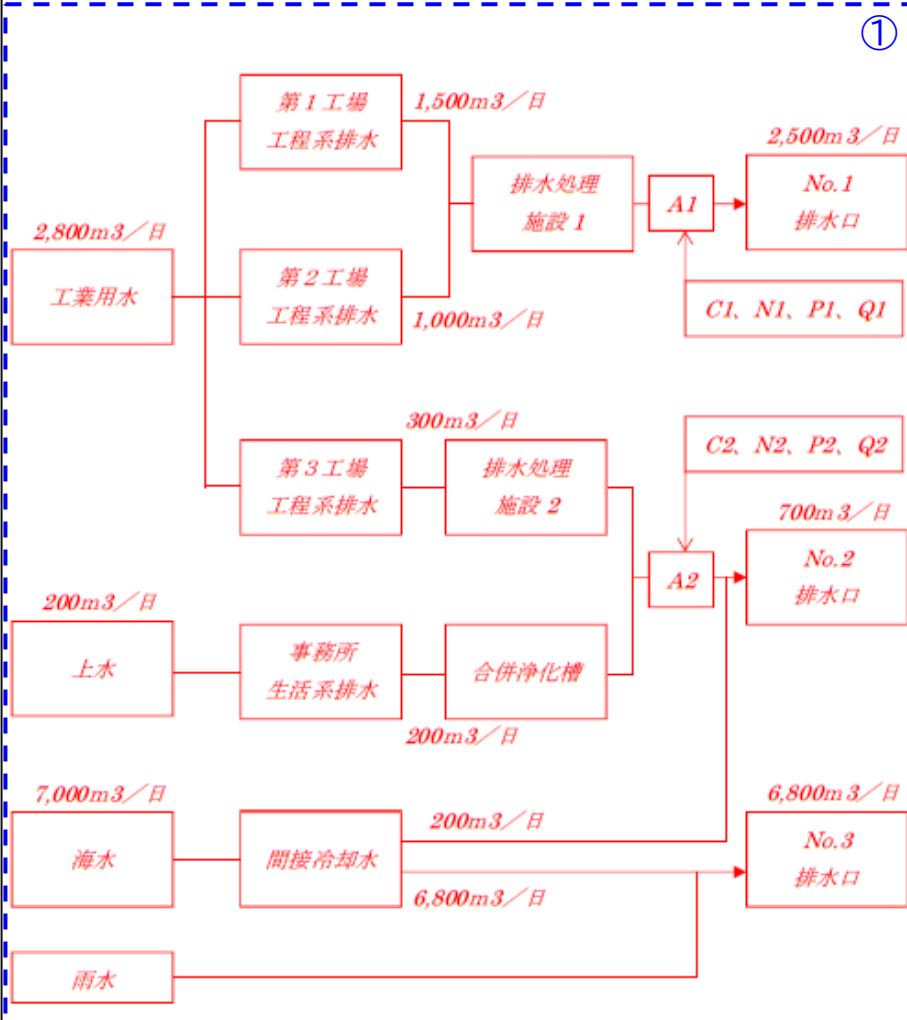 ①
第1工場
工程系排水
1,500m3／日
2,500m3／日
排水処理
施設1
A1
No.1
排水口
2,800m3／日
工業用水
第2工場
工程系排水
1,000m3／日
C1、N1、P1、Q1
300m3／日
第3工場
工程系排水
排水処理
施設2
C2、N2、P2、Q2
700m3／日
A2
No.2
排水口
200m3／日
上水
事務所
生活系排水
合併浄化槽
200m3／日
7,000m3／日
海水
間接冷却水
200m3／日
6,800m3／日
6,800m3／日
No.3
排水口
雨水